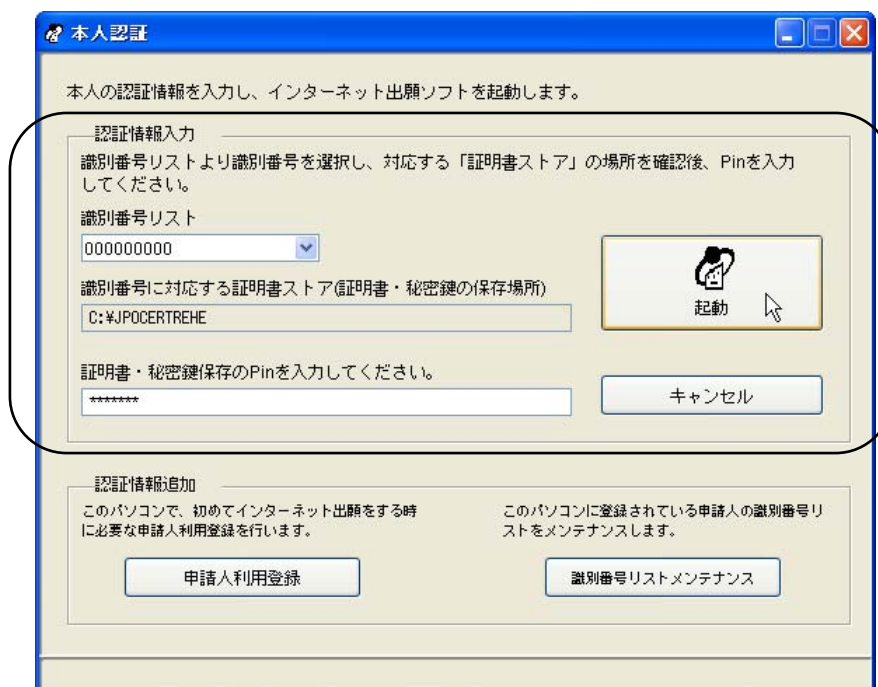 本人認証
本人の認証情報を入力し、インターネット出願ソフトを起動します。
認証情報入力
識別番号リストより識別番号を選択し、対応する「証明書ストア」の場所を確認後、Pinを入力
してください。
識別番号リスト
000000000
識別番号に対応する証明書ストア(証明書・秘密鍵の保存場所)
C:¥JPOCERTREHE
起動
証明書・秘密鍵保存のPinを入力してください。
*******
キャンセル
認証情報追加
このパソコンで、初めてインターネット出願をする時
に必要な申請人利用登録を行います。
申請人利用登録
このパソコンに登録されている申請人の識別番号リ
ストをメンテナンスします。
識別番号リストメンテナンス